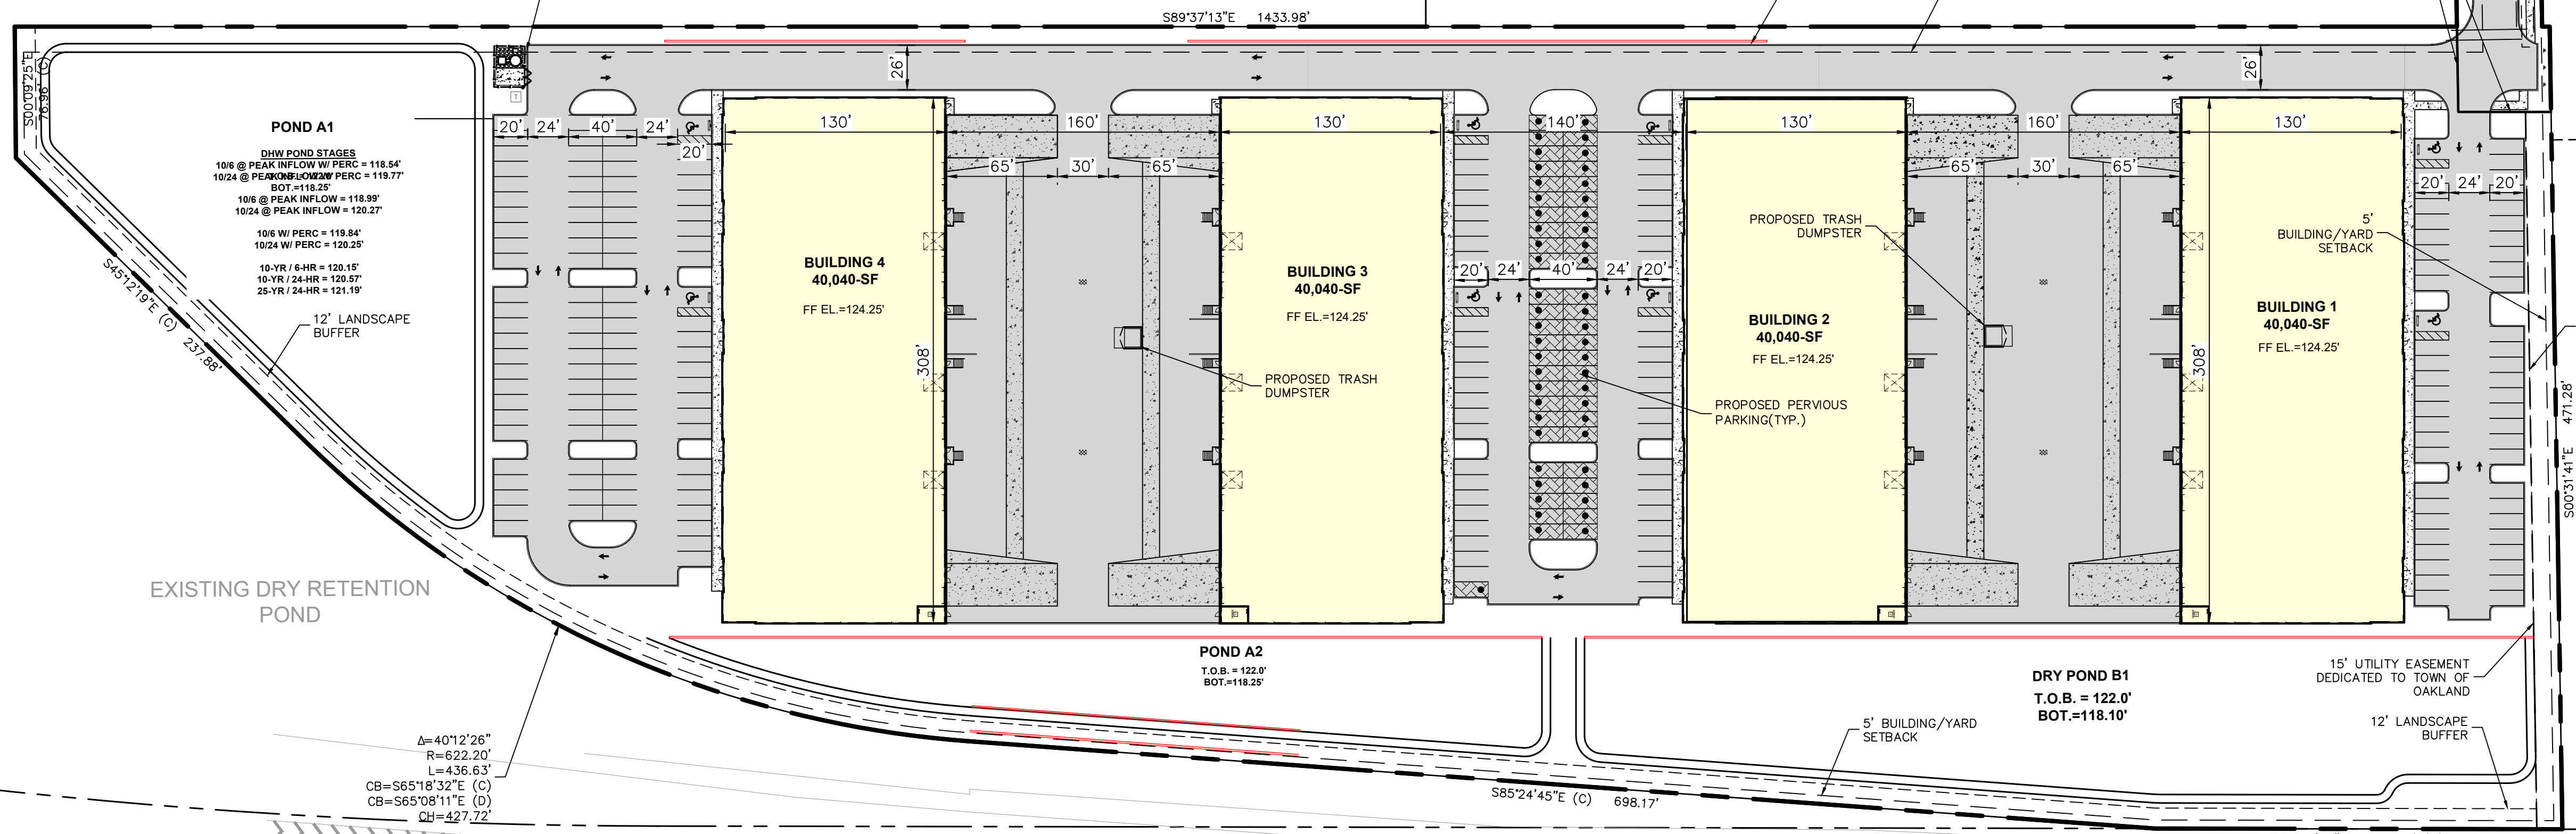 S89°37'13"E 1433.98'
S00°09'25"E (C)
76.96'
POND A1
DHW POND STAGES
10/6 @ PEAK INFLOW W/ PERC = 118.54'
10/24 @ PEAK INFLOW W/ PERC = 119.77'
BOT.=118.25'
10/6 @ PEAK INFLOW = 118.99'
10/24 @ PEAK INFLOW = 120.27'
10/6 W/ PERC = 119.84'
10/24 W/ PERC = 120.25'
10-YR / 6-HR = 120.15'
10-YR / 24-HR = 120.57'
25-YR / 24-HR = 121.19'
12' LANDSCAPE
BUFFER
S45°12'19"E (C)
237.88'
EXISTING DRY RETENTION
POND
Δ=40°12'26"
R=622.20'
L=436.63'
CB=S65°18'32"E (C)
CB=S65°08'11"E (D)
CH=427.72'
T
26'
26'
20' 24' 40' 24'
20'
130' 160' 130' 140' 130' 160' 130'
65' 30' 65'
65' 30' 65'
20' 24' 20'
20' 24' 40' 24' 20'
BUILDING 4
40,040-SF
FF EL.=124.25'
308'
BUILDING 3
40,040-SF
FF EL.=124.25'
PROPOSED TRASH
DUMPSTER
PROPOSED TRASH
DUMPSTER
BUILDING 2
40,040-SF
FF EL.=124.25'
PROPOSED PERVIOUS
PARKING(TYP.)
BUILDING 1
40,040-SF
FF EL.=124.25'
308'
5'
BUILDING/YARD
SETBACK
S00°31'41"E 471.28'
POND A2
T.O.B. = 122.0'
BOT.=118.25'
DRY POND B1
T.O.B. = 122.0'
BOT.=118.10'
15' UTILITY EASEMENT
DEDICATED TO TOWN OF
OAKLAND
12' LANDSCAPE
BUFFER
5' BUILDING/YARD
SETBACK
S85°24'45"E (C) 698.17'